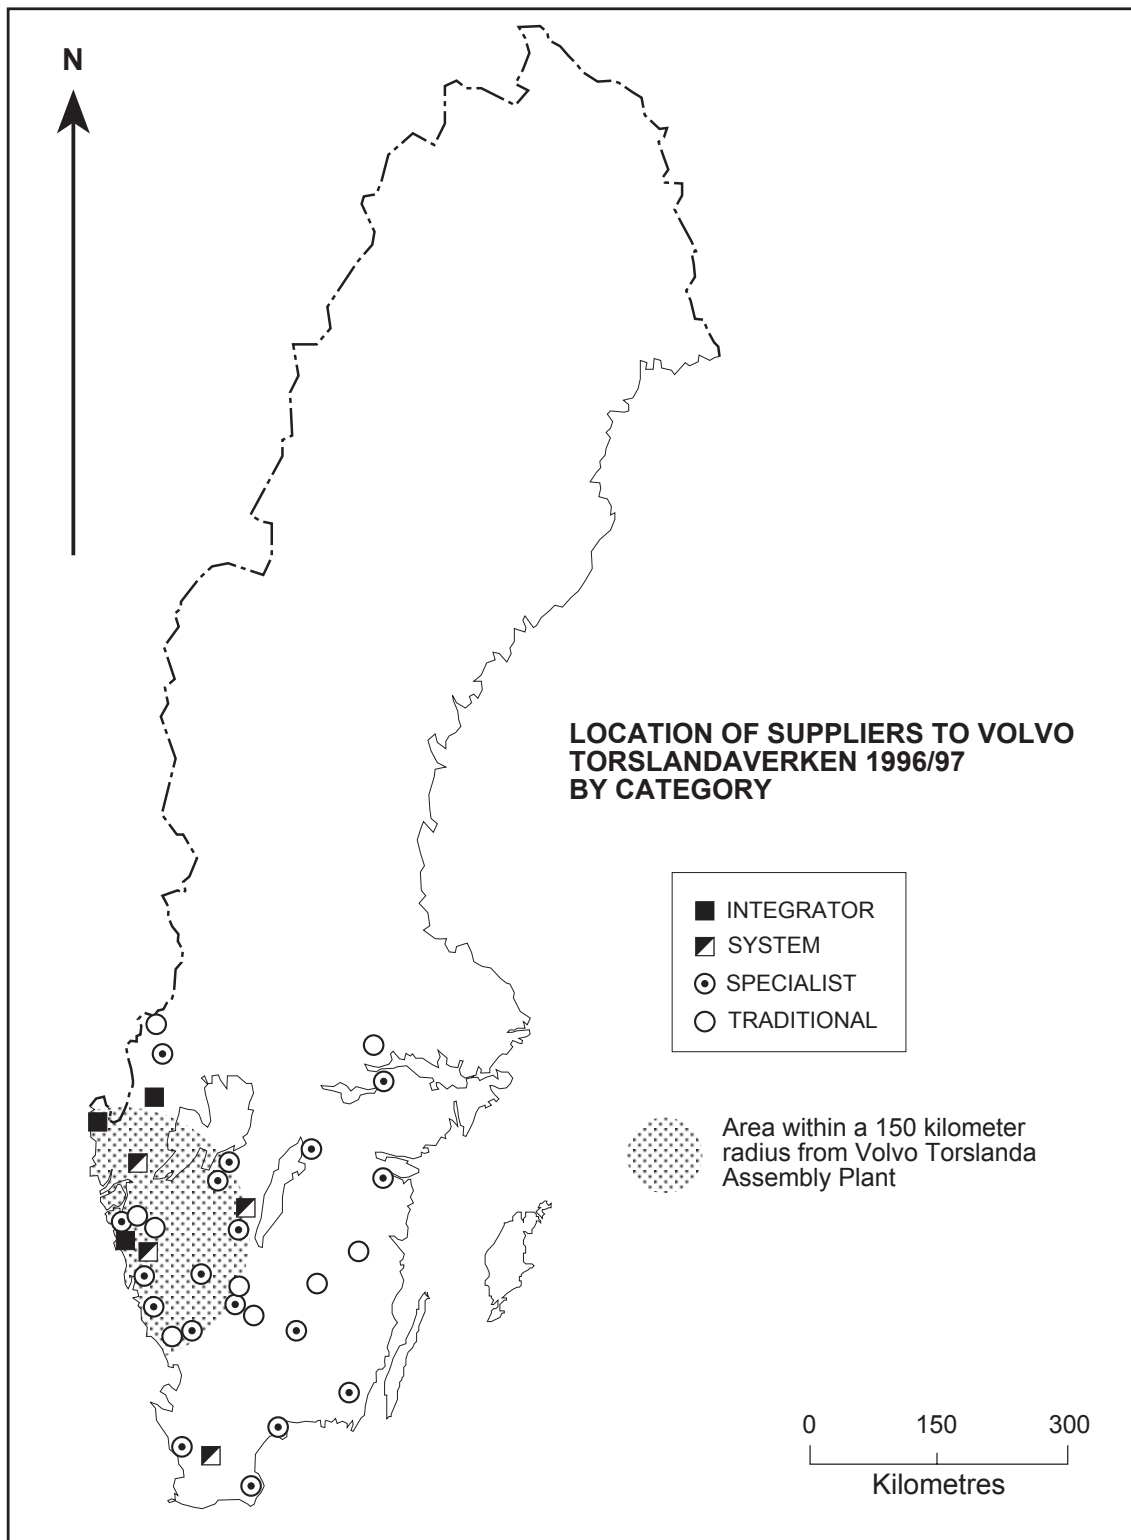 N
LOCATION OF SUPPLIERS TO VOLVO
TORSLANDAVERKEN 1996/97
BY CATEGORY
INTEGRATOR
SYSTEM
SPECIALIST
TRADITIONAL
Area within a 150 kilometer
radius from Volvo Torslanda
Assembly Plant
0 150 300
Kilometres